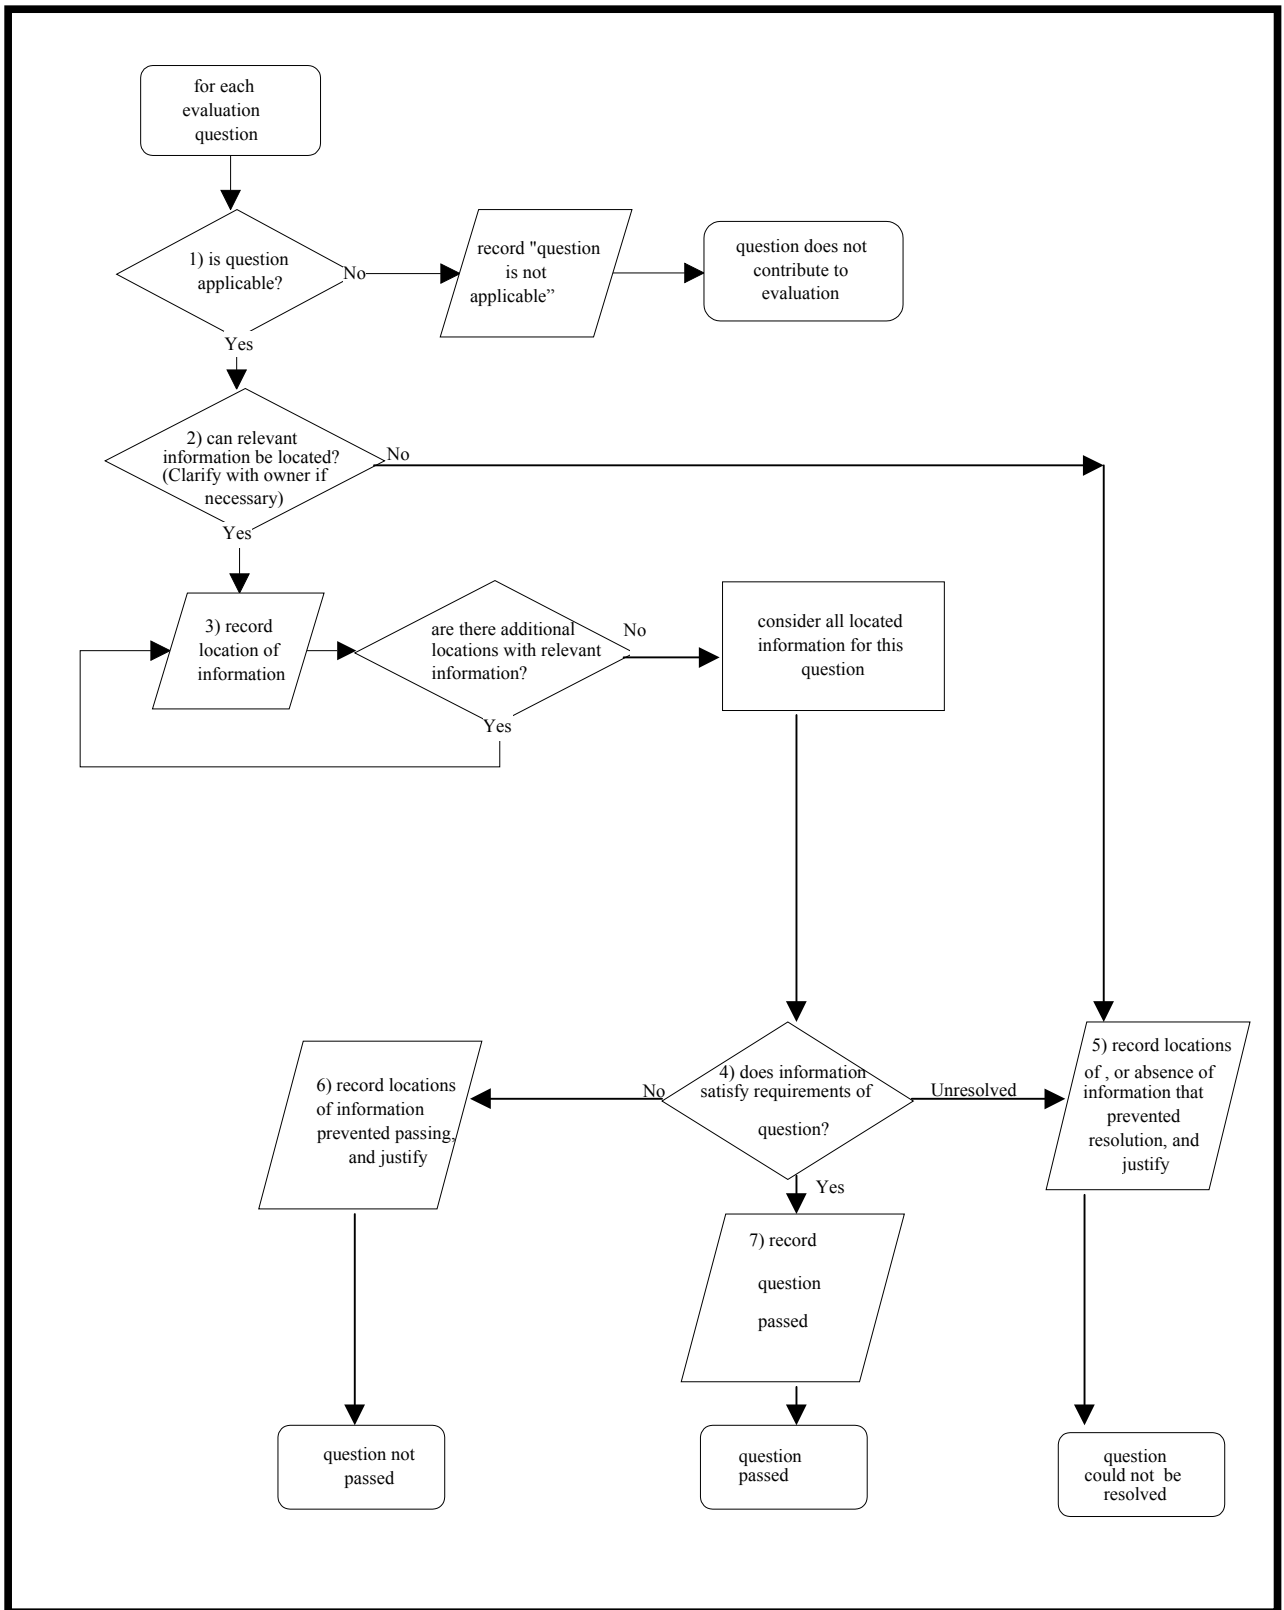 for each
evaluation
question
1) is question
applicable?
No
record "question
is not
applicable”
question does not
contribute to
evaluation
Yes
2) can relevant
information be located?
(Clarify with owner if
necessary)
No
Yes
3) record
location of
information
are there additional
locations with relevant
information?
No
Yes
consider all located
information for this
question
4) does information
satisfy requirements of
question?
No
Unresolved
Yes
5) record locations
of , or absence of
information that
prevented
resolution, and
justify
6) record locations
of information
prevented passing,
and justify
7) record
question
passed
question not
passed
question
passed
question
could not be
resolved